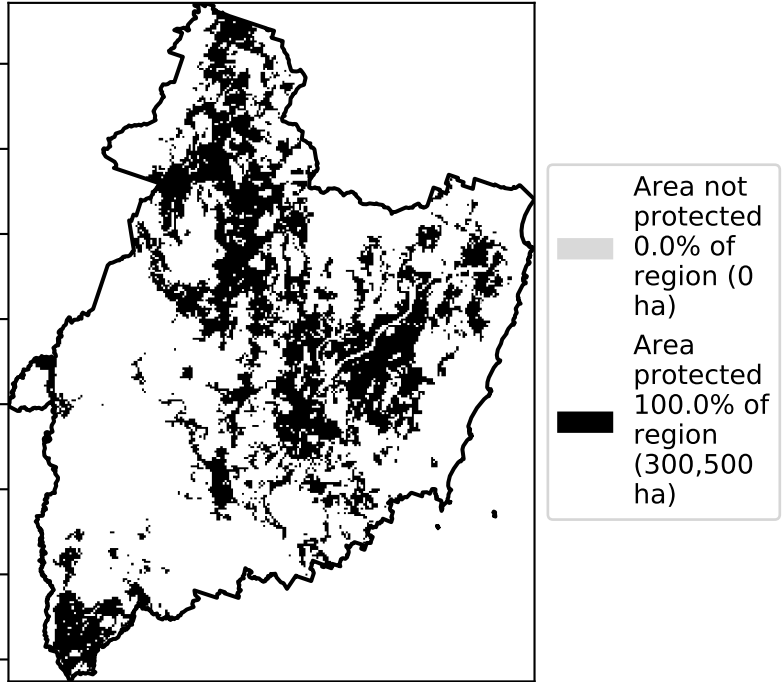 Area not
protected
0.0% of
region (0
ha)
Area
protected
100.0% of
region
(300,500
ha)